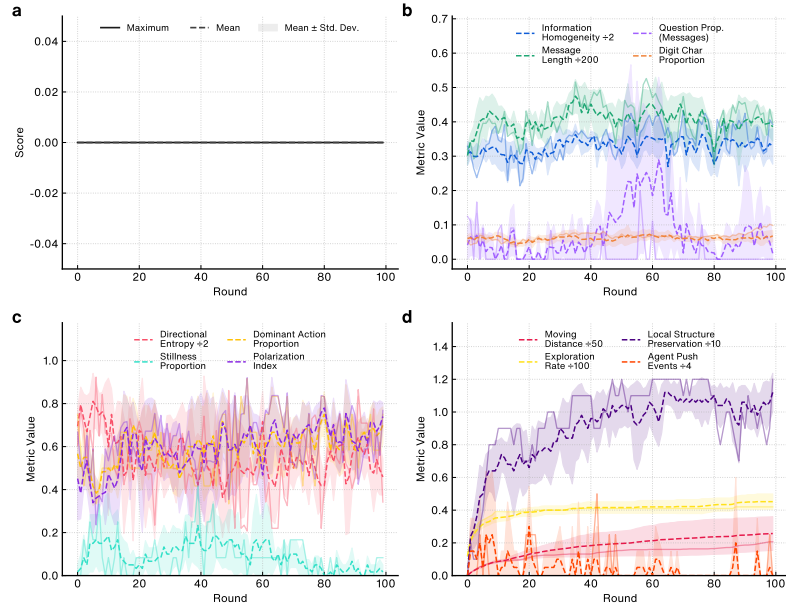 a
Maximum
Mean
Mean ± Std. Dev.
0.04
0.02
0.00
-0.02
-0.04
Score
0
20
40
60
80
100
Round
b
Information
Homogeneity ÷2
Message
Length ÷200
Question Prop.
(Messages)
Digit Char
Proportion
0.7
0.6
0.5
0.4
0.3
0.2
0.1
0.0
Metric Value
0
20
40
60
80
100
Round
c
Directional
Entropy ÷2
Stillness
Proportion
Dominant Action
Proportion
Polarization
Index
1.0
0.8
0.6
0.4
0.2
0.0
Metric Value
0
20
40
60
80
100
Round
d
Moving
Distance ÷50
Exploration
Rate ÷100
Local Structure
Preservation ÷10
Agent Push
Events ÷4
1.4
1.2
1.0
0.8
0.6
0.4
0.2
0.0
Metric Value
0
20
40
60
80
100
Round